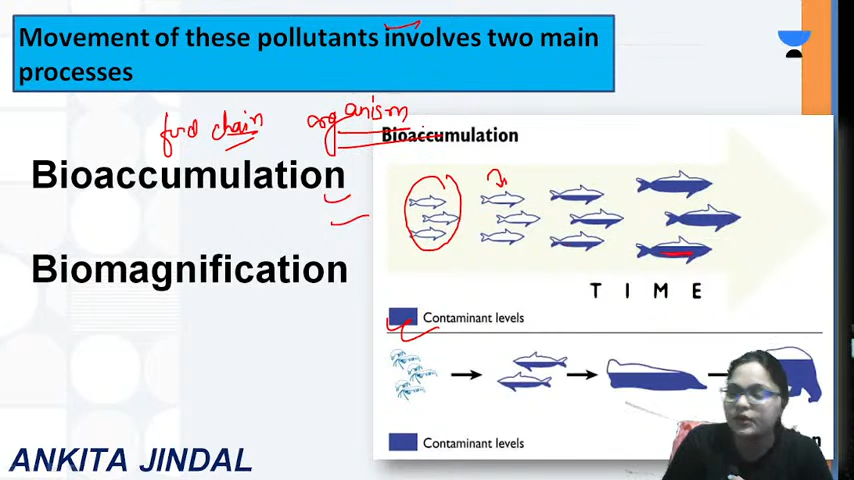 Movement of these pollutants involves two main
processes
food chain
organism
Bioaccumulation
Bioaccumulation
Biomagnification
T I M E
Contaminant levels
Contaminant levels
ANKITA JINDAL